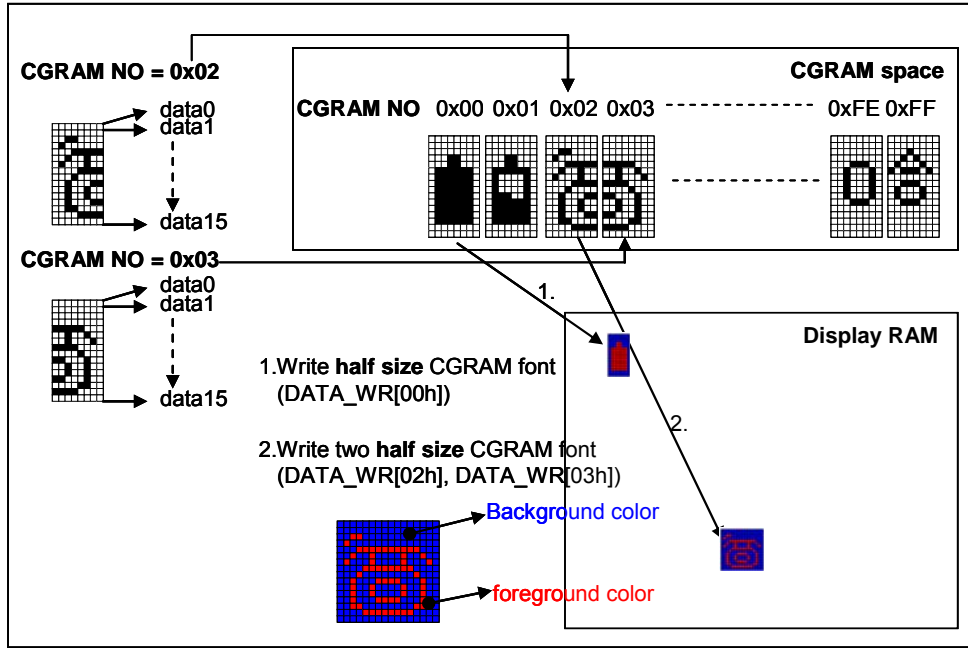 CGRAM NO = 0x02
data0
data1
data15
CGRAM NO = 0x03
data0
data1
data15
CGRAM space
CGRAM NO 0x00 0x01 0x02 0x03 0xFE 0xFF
1.
Display RAM
2.
1.Write half size CGRAM font
(DATA_WR[00h])
2.Write two half size CGRAM font
(DATA_WR[02h], DATA_WR[03h])
Background color
foreground color